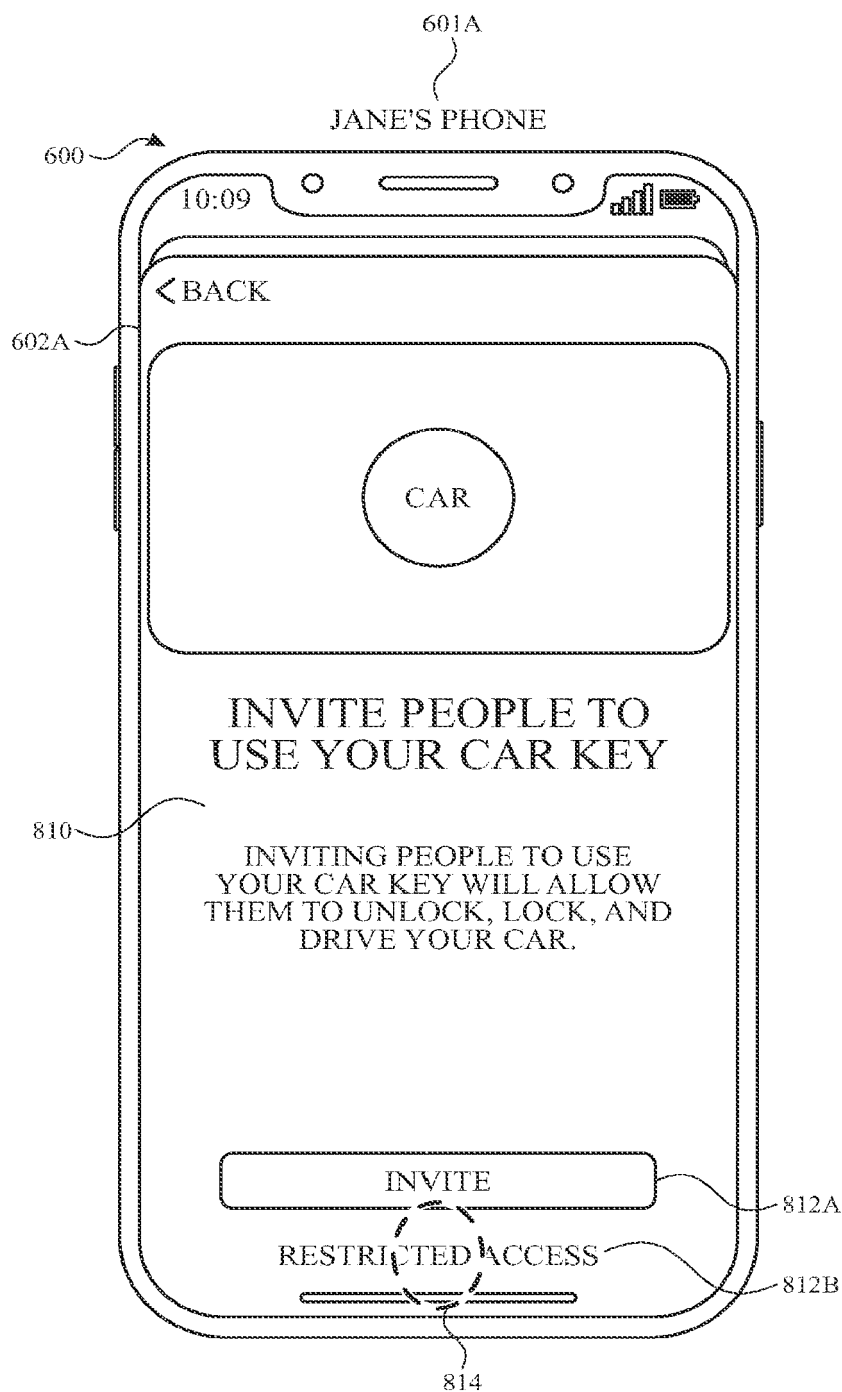 601A
JANE'S PHONE
600
10:09
< BACK
602A
CAR
INVITE PEOPLE TO
USE YOUR CAR KEY
810
INVITING PEOPLE TO USE
YOUR CAR KEY WILL ALLOW
THEM TO UNLOCK, LOCK, AND
DRIVE YOUR CAR.
INVITE
812A
RESTRICTED ACCESS
812B
814